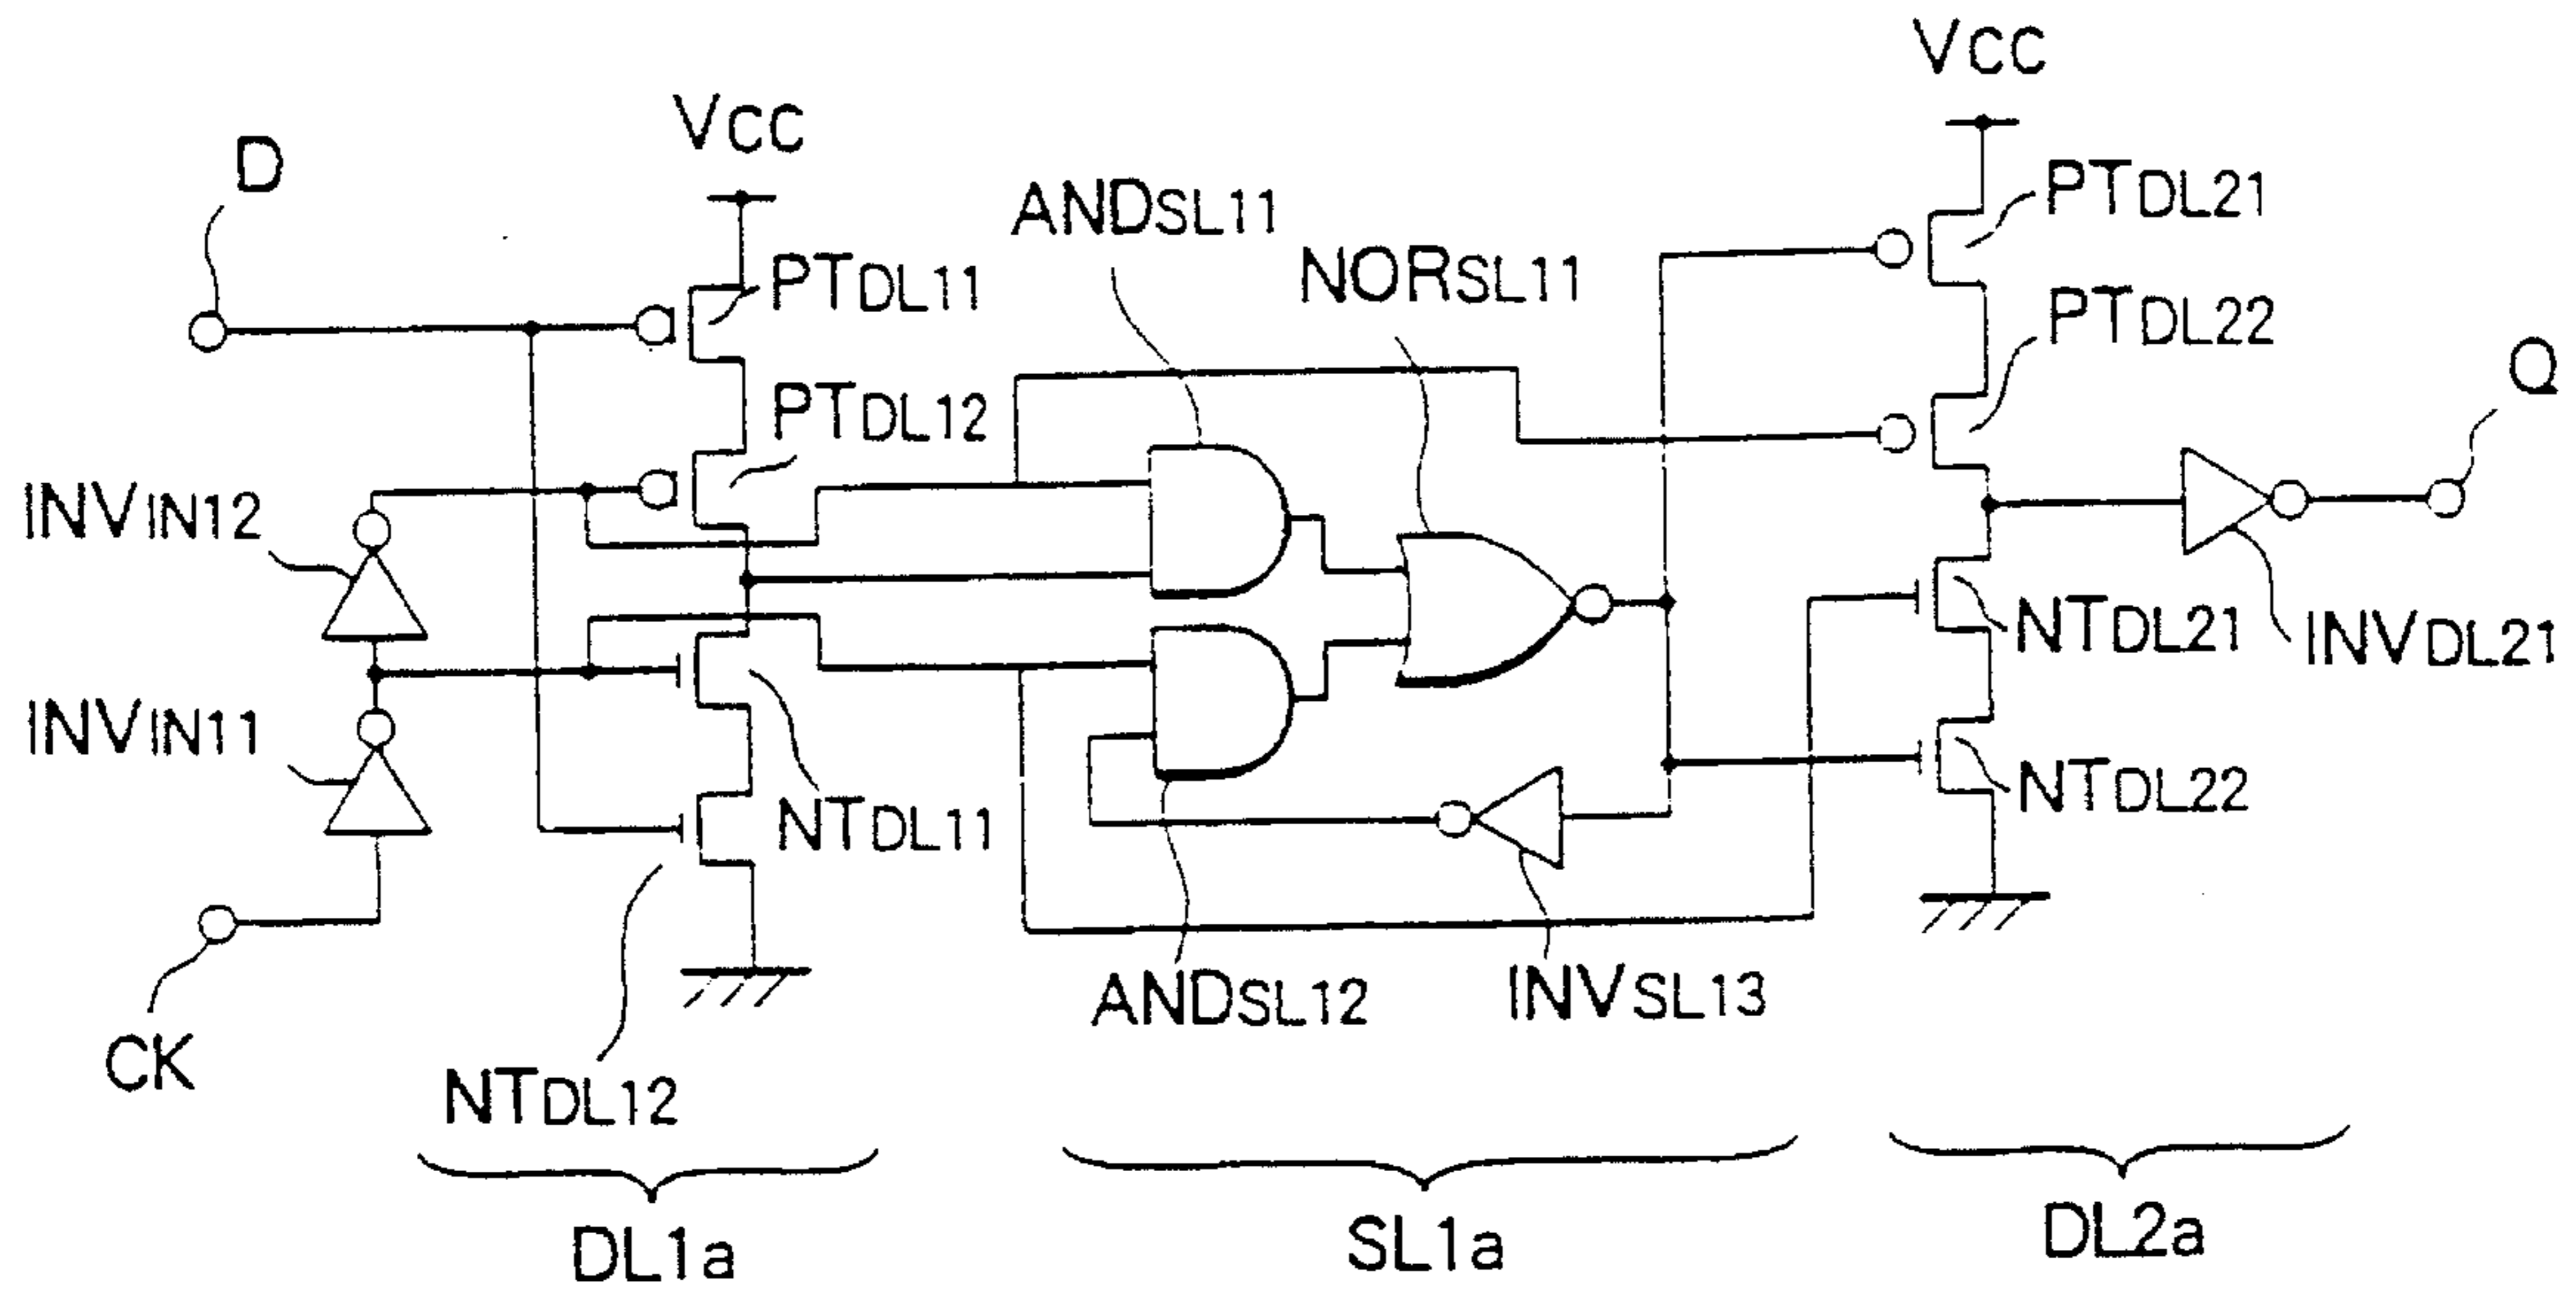 VCC
VCC
D
PTDL21
ANDSL11
PTDL11
NORSL11
PTDL22
Q
PTDL12
INVIN12
NTDL21
INVDL21
INVIN11
NTDL22
NTDL11
ANDSL12
INVSL13
CK
NTDL12
DL1a
SL1a
DL2a